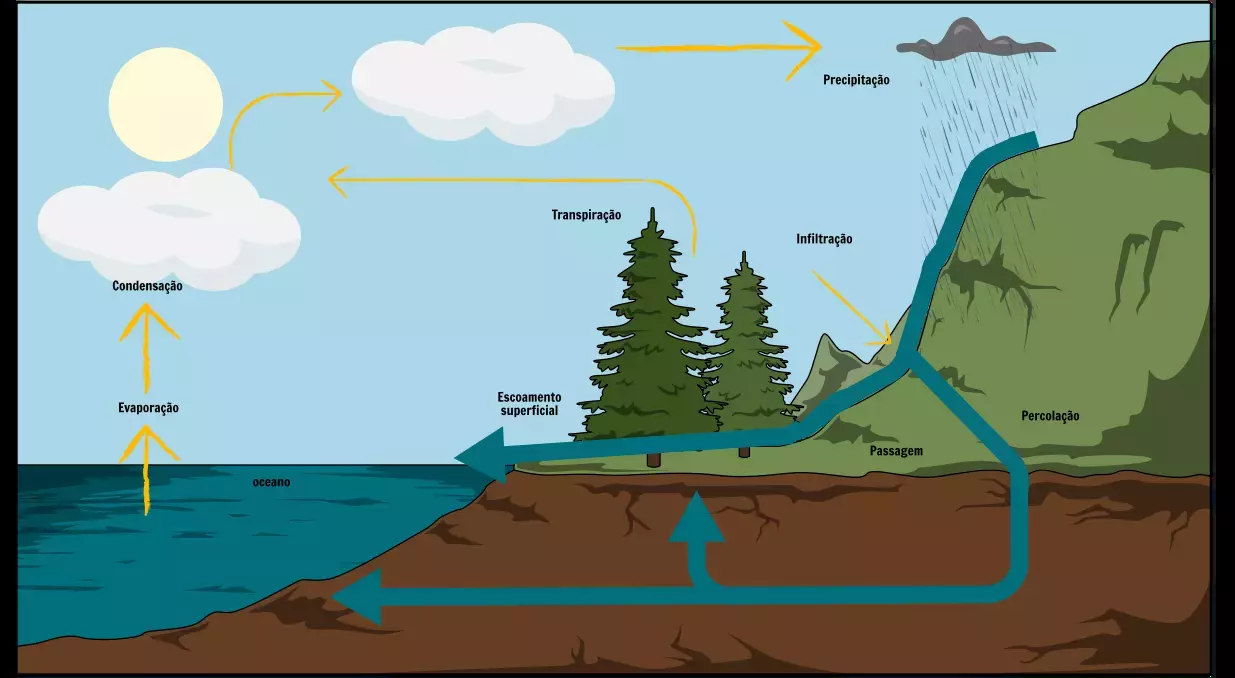 Precipitação
Transpiração
Infiltração
Condensação
Evaporação
Escoamento
superficial
Percolação
Passagem
oceano